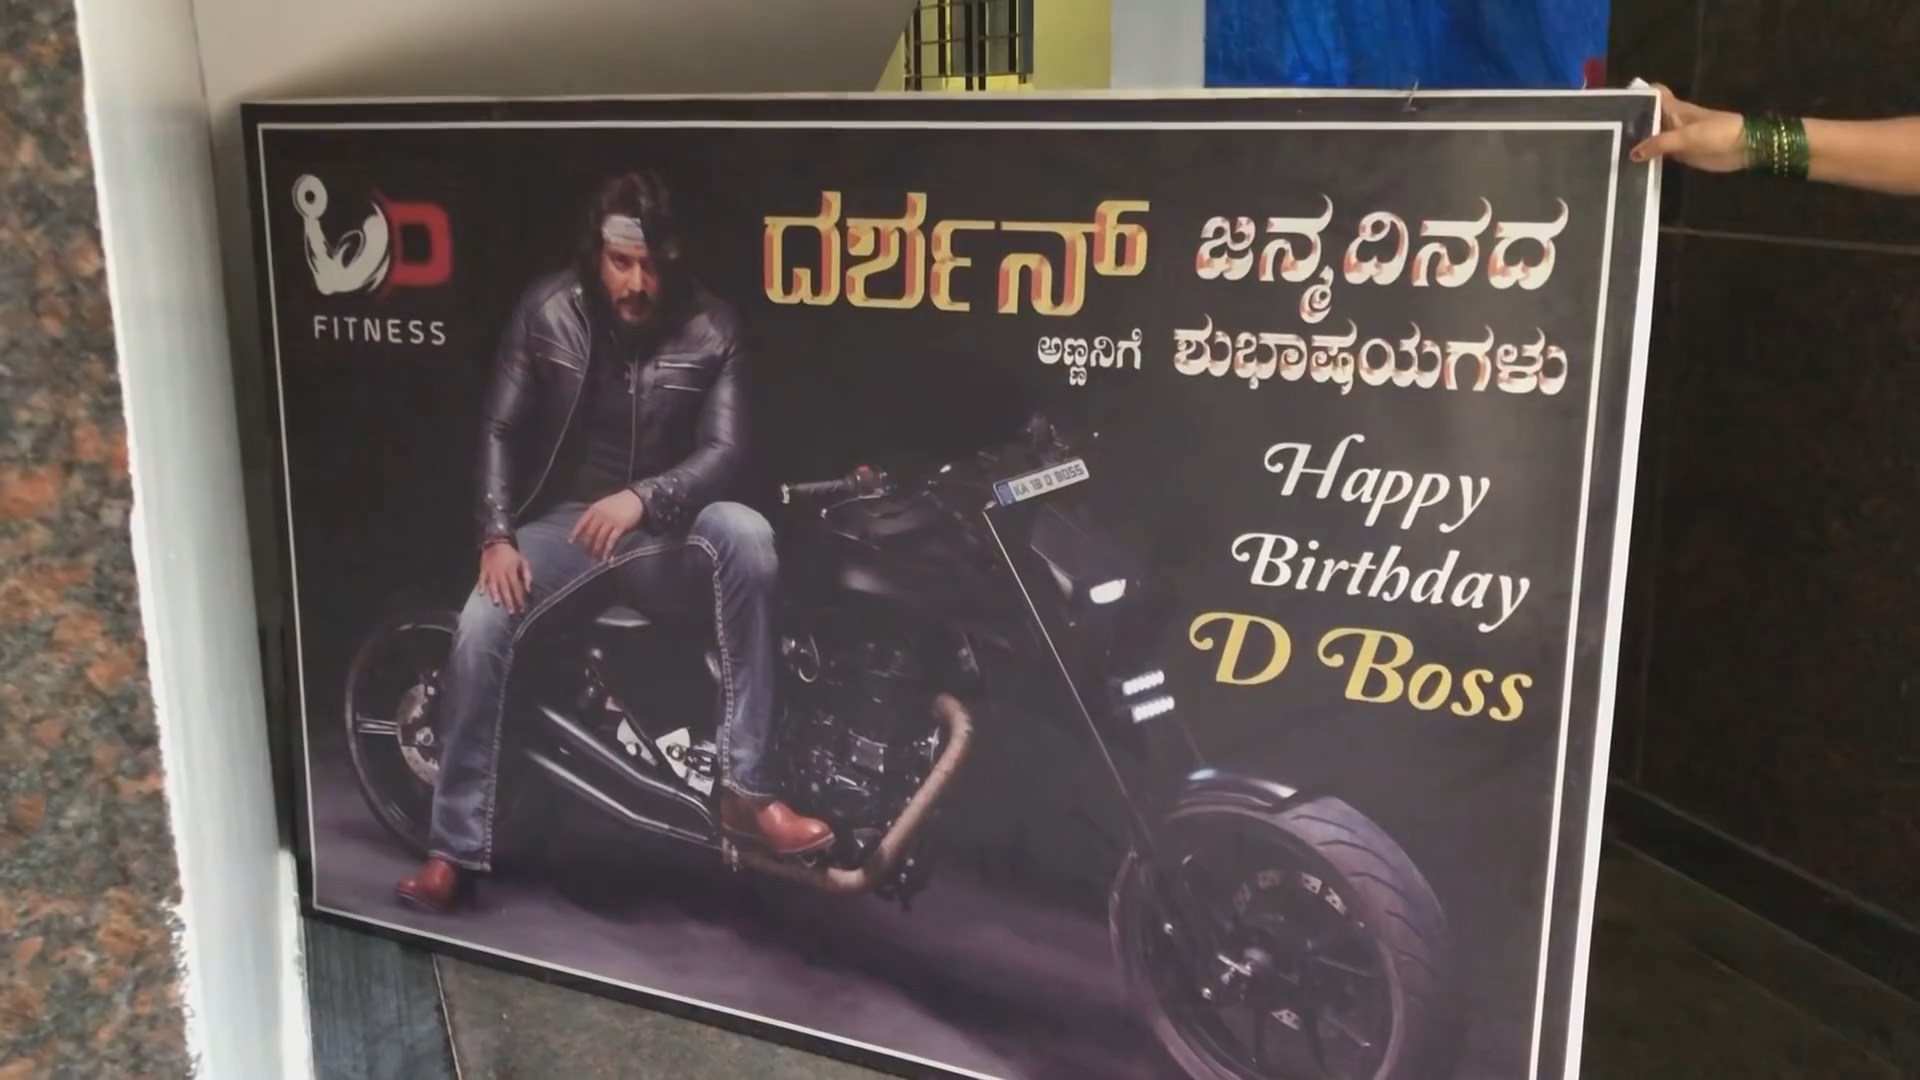 D
FITNESS
ದರ್ಶನ್ ಜನ್ಮದಿನದ
ಅಣ್ಣನಿಗೆ ಶುಭಾಷಯಗಳು
Happy
Birthday
D Boss
KA 18 D BOSS